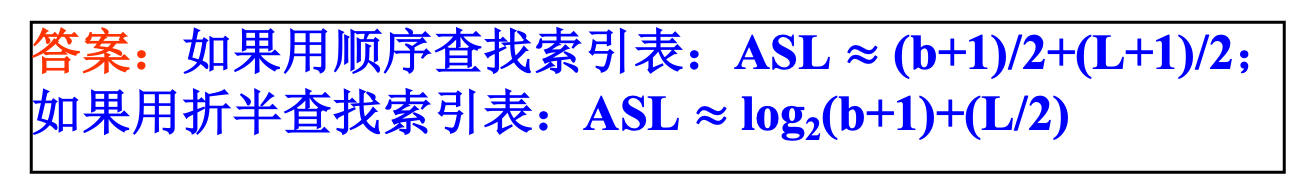 答案：如果用顺序查找索引表：ASL ≈ (b+1)/2+(L+1)/2；
如果用折半查找索引表：ASL ≈ log₂(b+1)+(L/2)